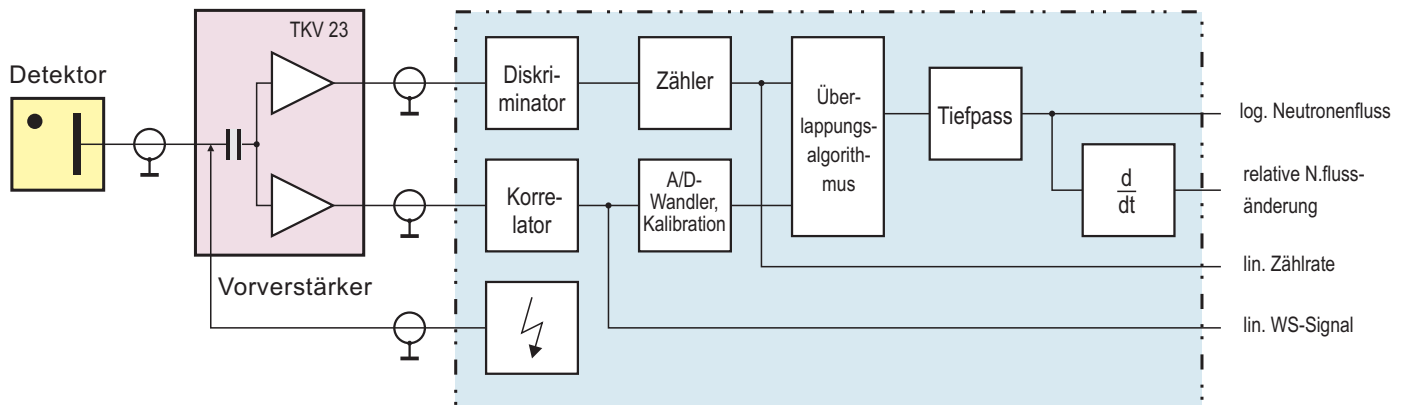 TKV 23
Detektor
Diskri-
minator
Zähler
Über-
lappungs-
algorith-
mus
Tiefpass
log. Neutronenfluss
Korre-
lator
A/D-
Wandler,
Kalibration
d
dt
relative N.fluss-
änderung
Vorverstärker
lin. Zählrate
lin. WS-Signal